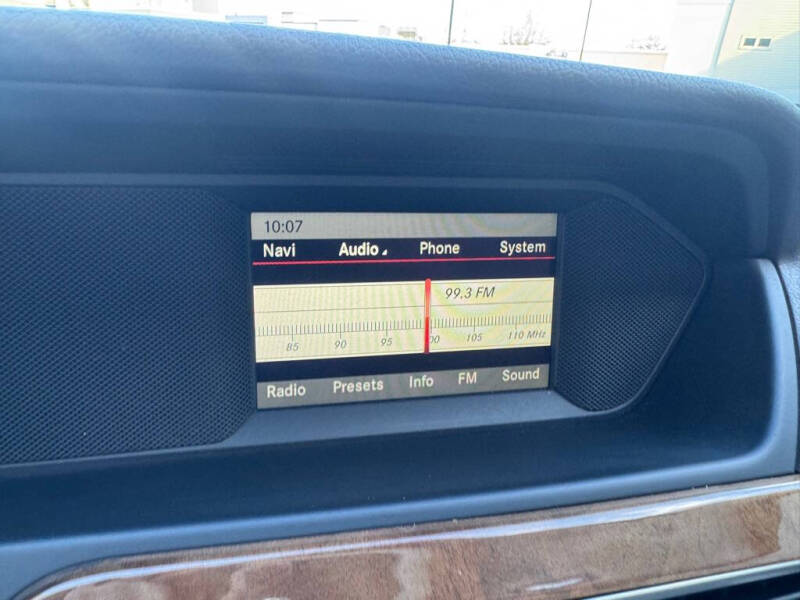 10:07
Navi Audio Phone System
99.3 FM
85 90 95 00 105 110 MHz
Radio Presets Info FM Sound